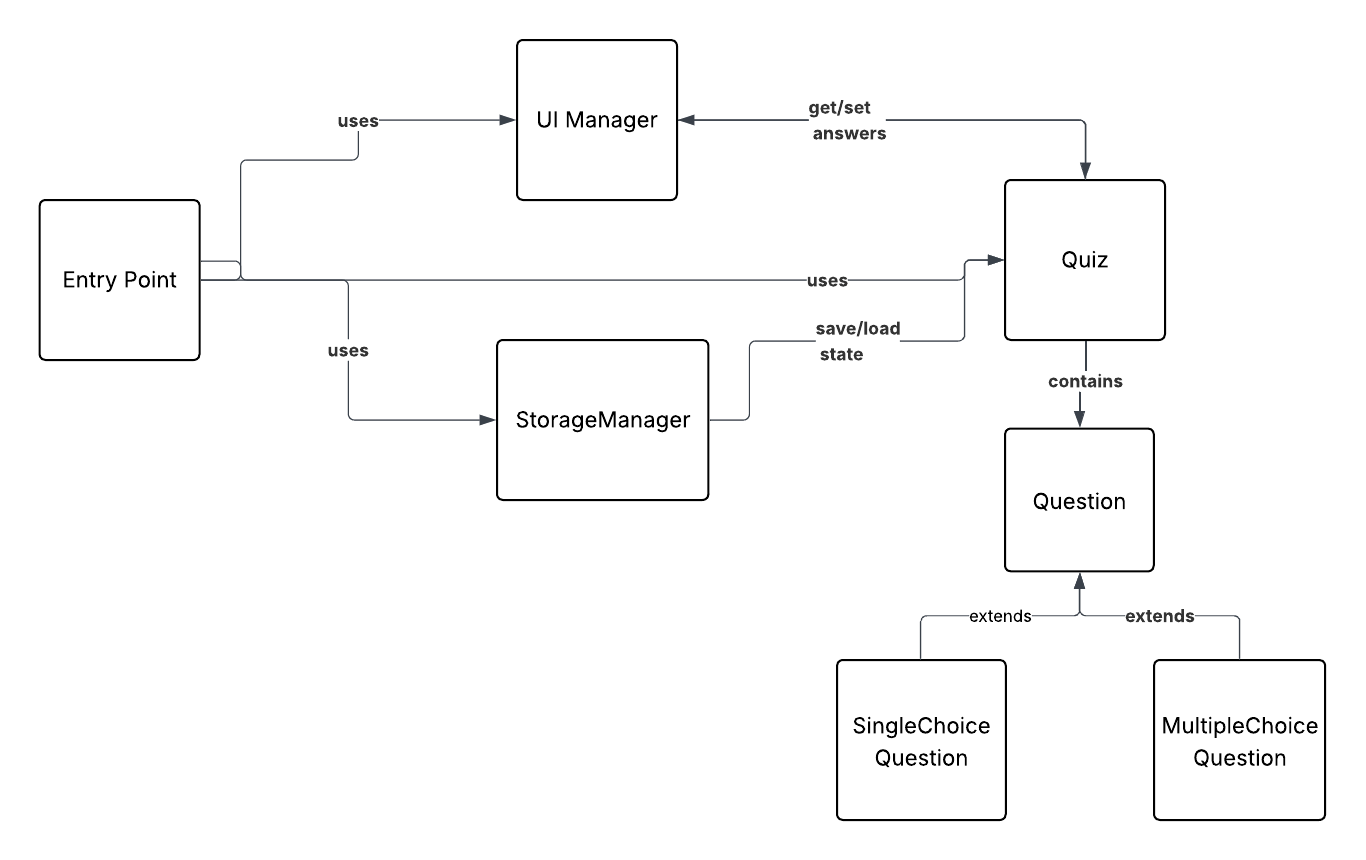 UI Manager
get/set
answers
uses
Entry Point
Quiz
uses
save/load
state
uses
StorageManager
contains
Question
extends
extends
SingleChoice
Question
MultipleChoice
Question